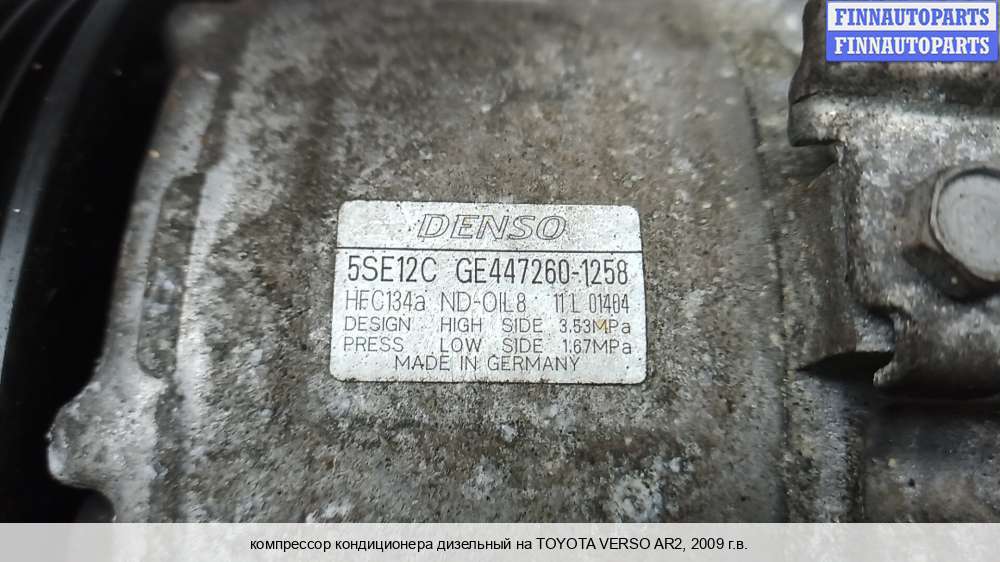 FINNAUTOPARTS
FINNAUTOPARTS
DENSO
5SE12C GE447260-1258
HFC134a ND-OIL8 11L 01404
DESIGN HIGH SIDE 3.53MPa
PRESS LOW SIDE 1.67MPa
MADE IN GERMANY
компрессор кондиционера дизельный на TOYOTA VERSO AR2, 2009 г.в.